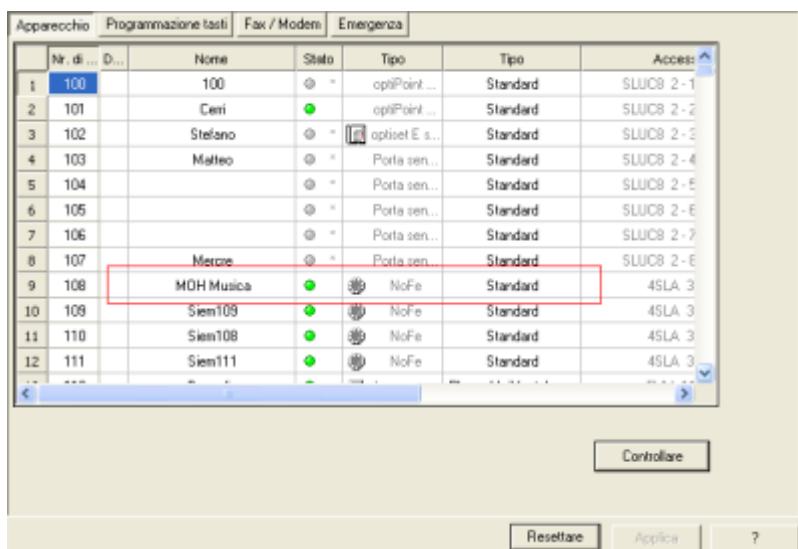 Apparecchio Programmazione tasti Fax / Modem Emergenza
Nr. di ... D... Nome Stato Tipo Tipo Access
1 100 100 * optiPoint ... Standard SLUC8 2 - 1
2 101 Cerri optiPoint ... Standard SLUC8 2 - 2
3 102 Stefano * optiset E s... Standard SLUC8 2 - 3
4 103 Matteo * Porta sen... Standard SLUC8 2 - 4
5 104 * Porta sen... Standard SLUC8 2 - 5
6 105 * Porta sen... Standard SLUC8 2 - 6
7 106 * Porta sen... Standard SLUC8 2 - 7
8 107 Mercre * Porta sen... Standard SLUC8 2 - 8
9 108 MOH Musica NoFe Standard 4SLA 3
10 109 Siem109 NoFe Standard 4SLA 3
11 110 Siem108 NoFe Standard 4SLA 3
12 111 Siem111 NoFe Standard 4SLA 3
Controllare
Resettare Applica ?